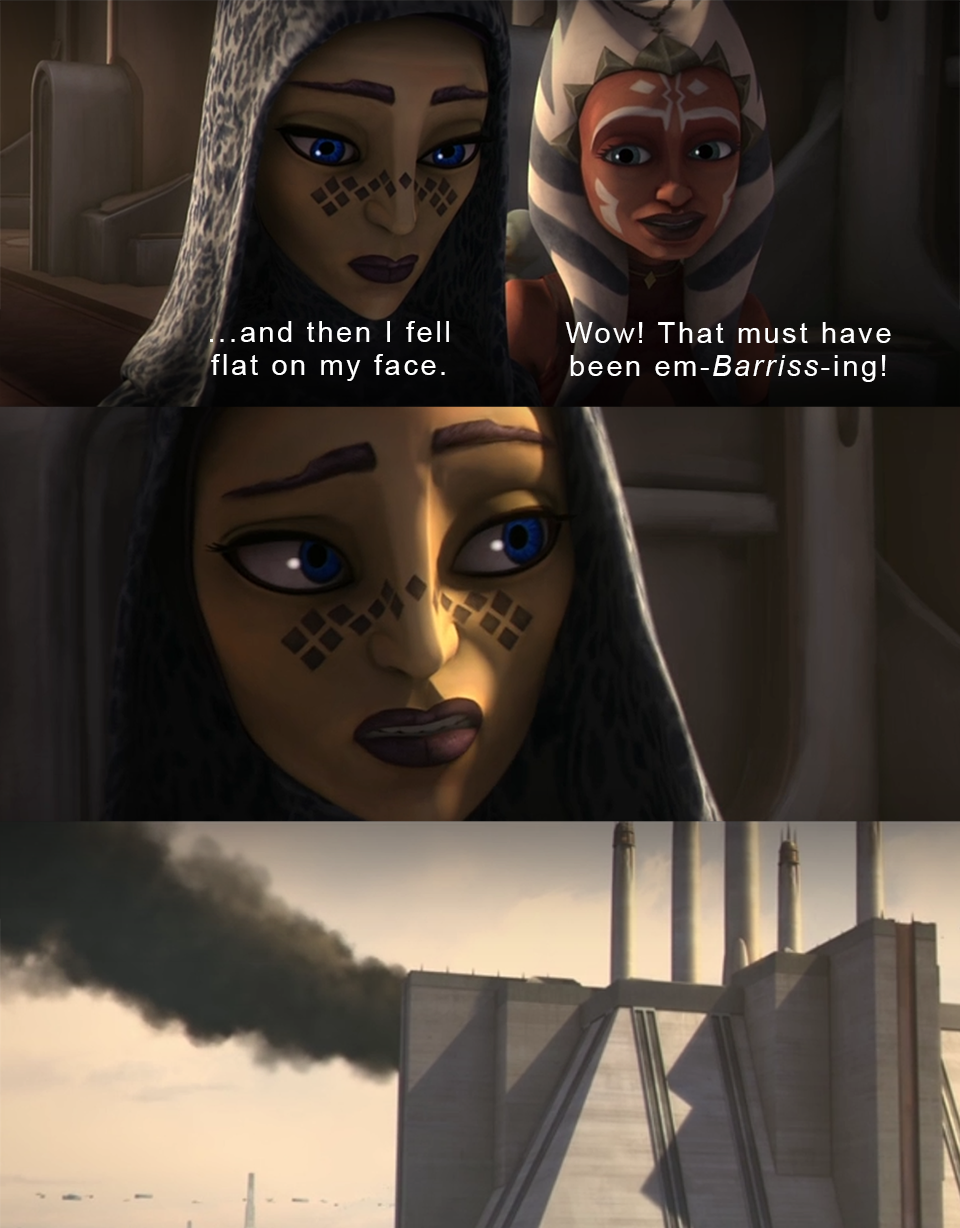 ...and then I fell
flat on my face.
Wow! That must have
been em-Barriss-ing!